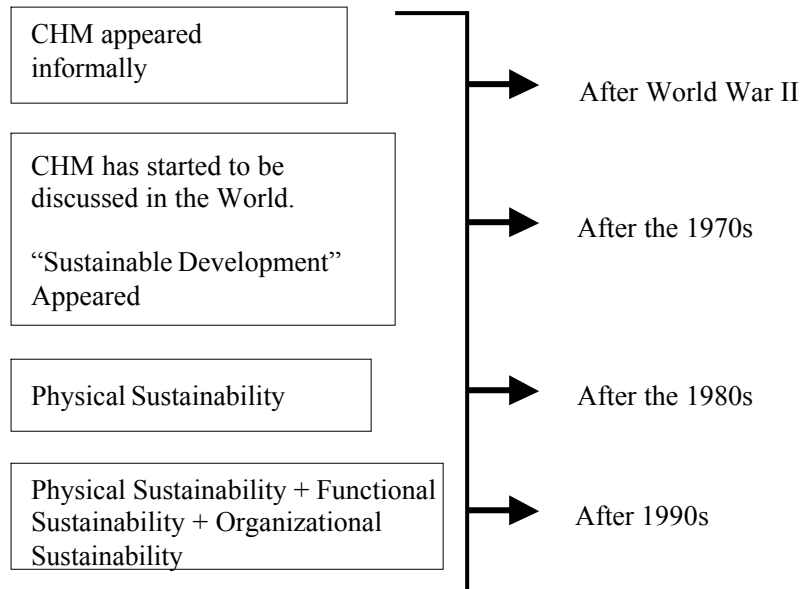 CHM appeared
informally
After World War II
CHM has started to be
discussed in the World.
“Sustainable Development”
Appeared
After the 1970s
Physical Sustainability
After the 1980s
Physical Sustainability + Functional
Sustainability + Organizational
Sustainability
After 1990s